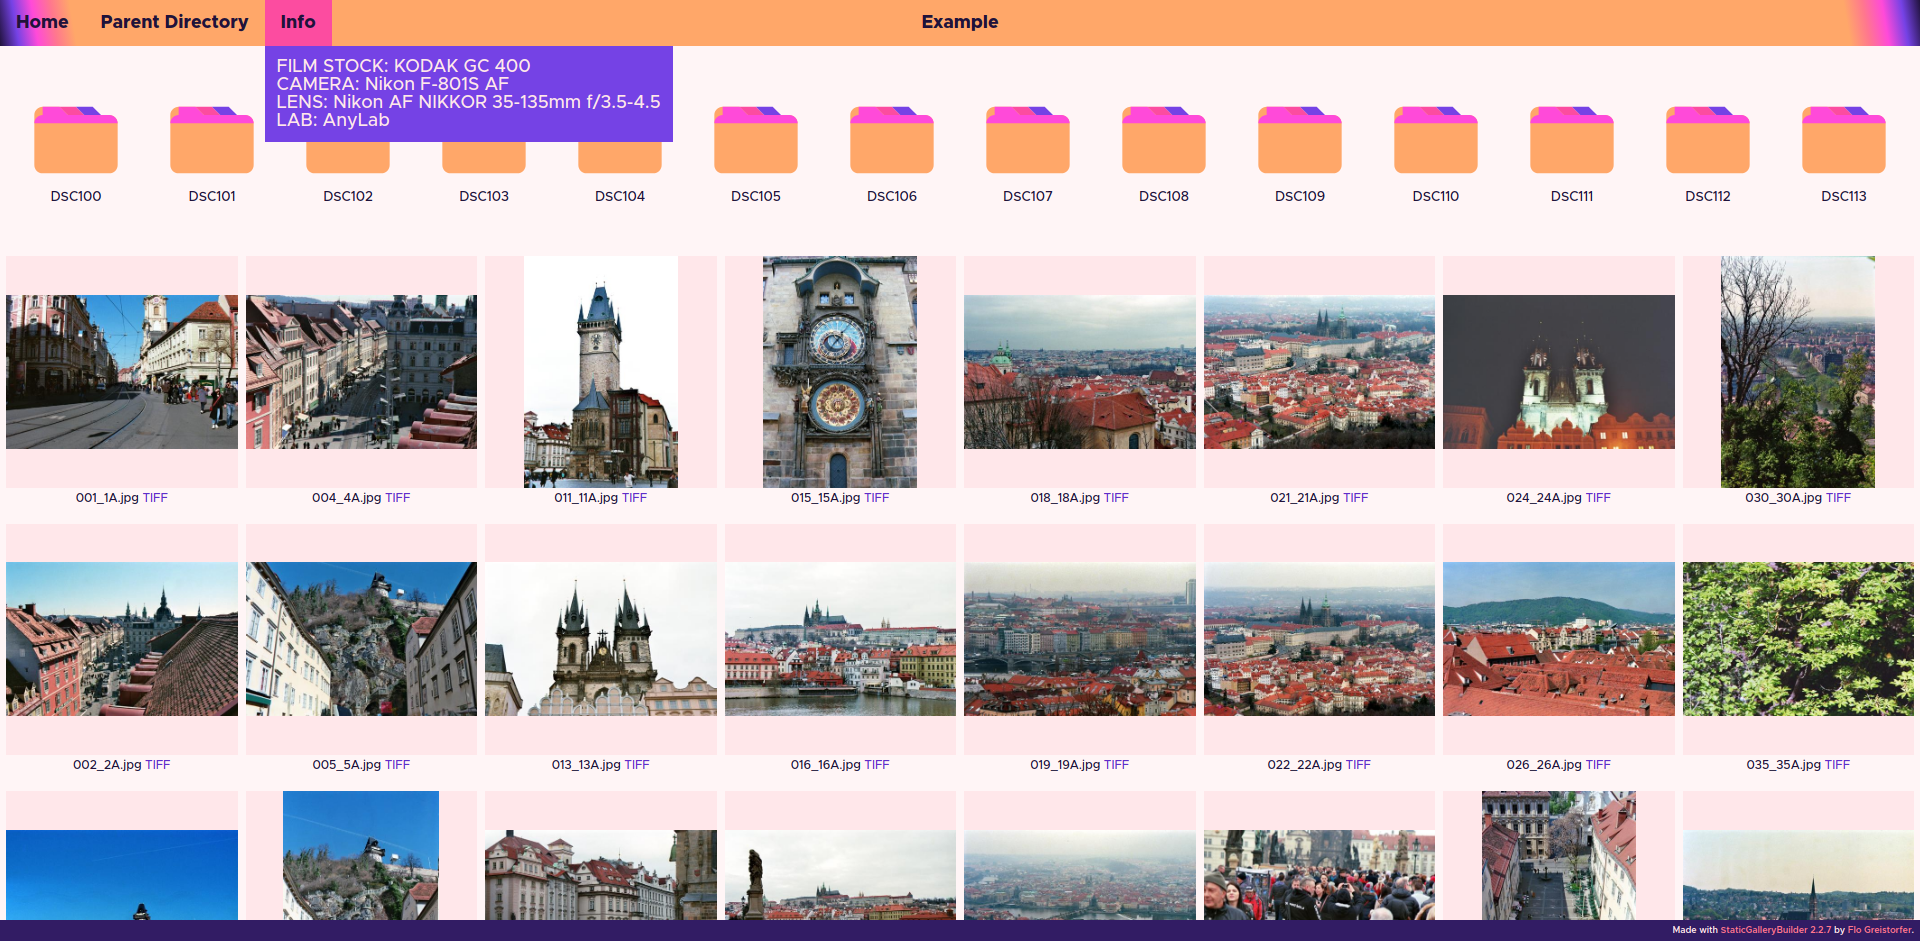 Home Parent Directory Info Example
FILM STOCK: KODAK GC 400
CAMERA: Nikon F-801S AF
LENS: Nikon AF NIKKOR 35-135mm f/3.5-4.5
LAB: AnyLab
DSC100 DSC101 DSC102 DSC103 DSC104 DSC105 DSC106 DSC107 DSC108 DSC109 DSC110 DSC111 DSC112 DSC113
001_1A.jpg TIFF 004_4A.jpg TIFF 011_11A.jpg TIFF 015_15A.jpg TIFF 018_18A.jpg TIFF 021_21A.jpg TIFF 024_24A.jpg TIFF 030_30A.jpg TIFF
002_2A.jpg TIFF 005_5A.jpg TIFF 013_13A.jpg TIFF 016_16A.jpg TIFF 019_19A.jpg TIFF 022_22A.jpg TIFF 026_26A.jpg TIFF 035_35A.jpg TIFF
Made with StaticGalleryBuilder 2.2.7 by Flo Greistorfer.